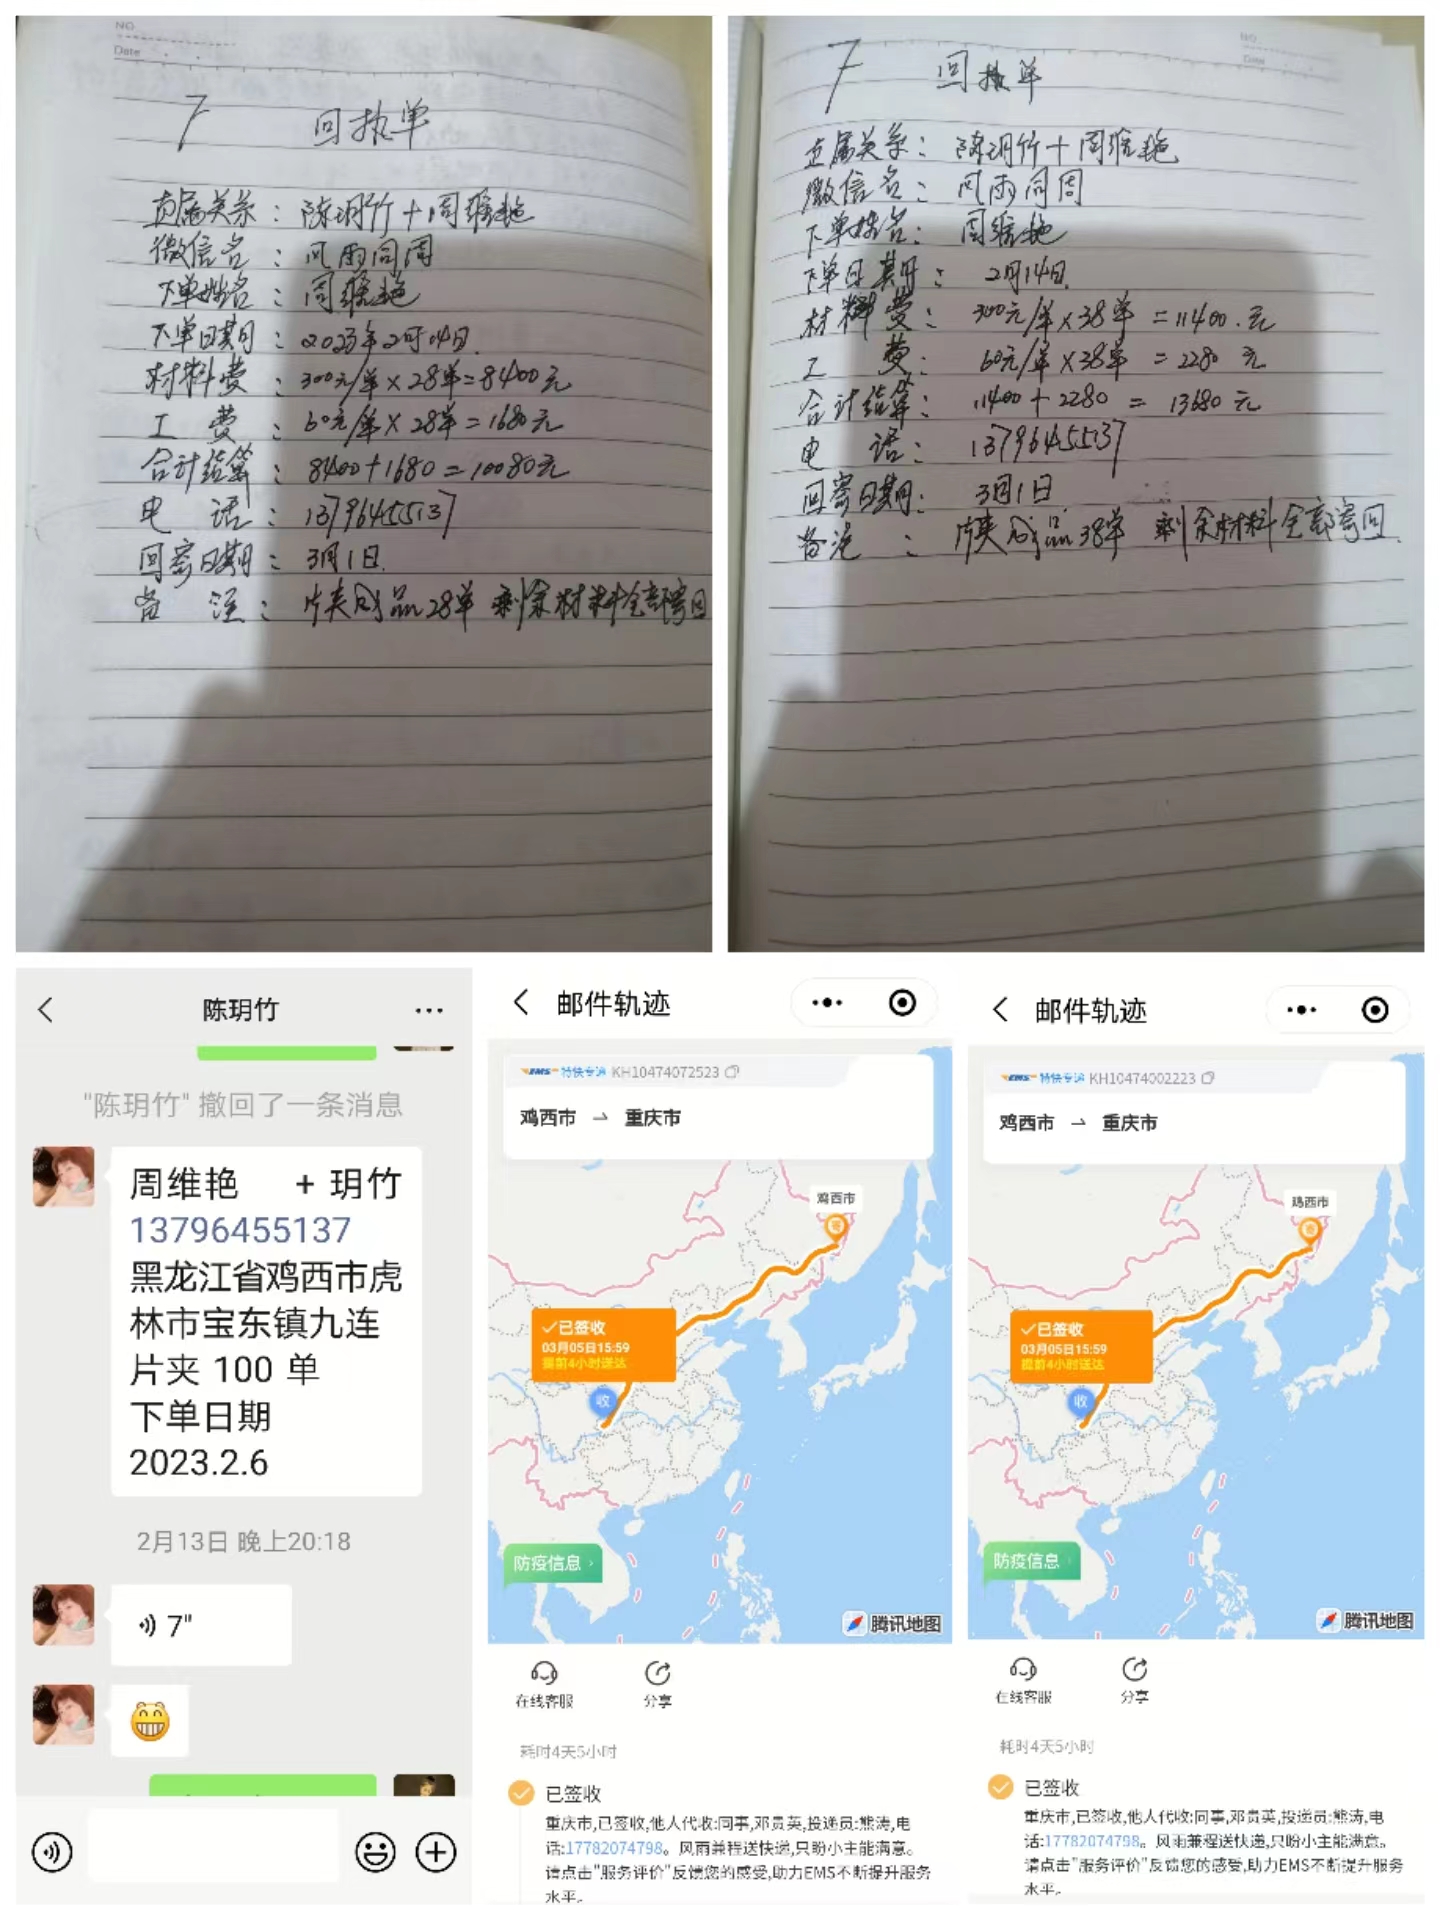 NO.
Date
7 回执单
直属关系：陈玥竹＋周维艳
微信名：风雨同周
下单姓名：周维艳
下单日期：2023年2月14日.
材料费：300元/单×28单=8400元
工费：60元/单×28单=1680元
合计结算：8400+1680=10080元
电话：13796455137
回寄日期：3月1日.
备注：片夹成品28单 剩余材料全部寄回
NO.
Date
7 回执单
直属关系：陈玥竹＋周维艳
微信名：风雨同周
下单姓名：周维艳
下单日期：2月14日.
材料费：300元/单×38单=11400.元
工费：60元/单×38单=2280元
合计结算：11400+2280=13680元
电话：13796455137
回寄日期：3月1日
备注：片夹成品38单 剩余材料全部寄回.
陈玥竹
"陈玥竹" 撤回了一条消息
周维艳 + 玥竹
13796455137
黑龙江省鸡西市虎
林市宝东镇九连
片夹 100 单
下单日期
2023.2.6
2月13日 晚上20:18
7"
邮件轨迹
EMS 特快专递 KH10474072523
鸡西市 → 重庆市
鸡西市
寄
已签收
03月05日15:59
提前4小时送达
收
防疫信息
腾讯地图
在线客服 分享
耗时4天5小时
已签收
重庆市,已签收,他人代收:同事,邓贵英,投递员:熊涛,电
话:17782074798。风雨兼程送快递,只盼小主能满意。
请点击"服务评价"反馈您的感受,助力EMS不断提升服务
水平。
邮件轨迹
EMS 特快专递 KH10474002223
鸡西市 → 重庆市
鸡西市
寄
已签收
03月05日15:59
提前4小时送达
收
防疫信息
腾讯地图
在线客服 分享
耗时4天5小时
已签收
重庆市,已签收,他人代收:同事,邓贵英,投递员:熊涛,电
话:17782074798。风雨兼程送快递,只盼小主能满意。
请点击"服务评价"反馈您的感受,助力EMS不断提升服务
水平。